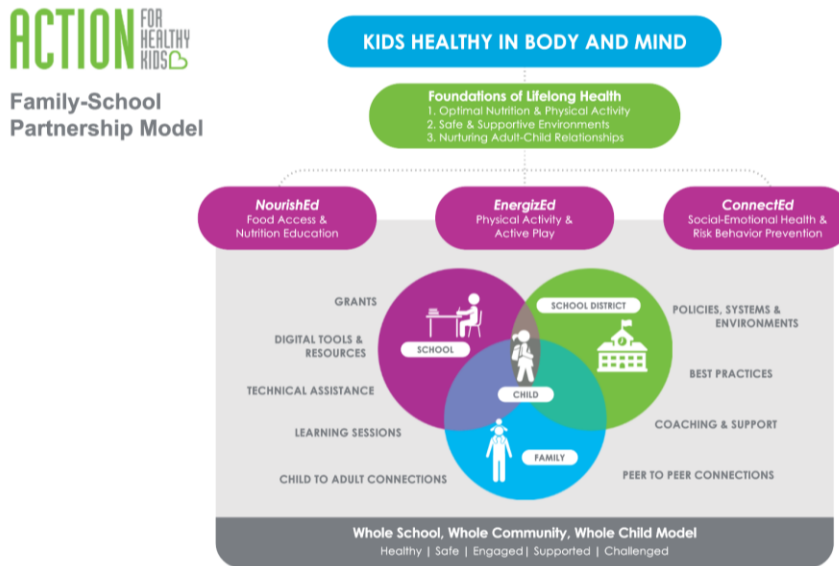 ACTION FOR
HEALTHY
KIDS
Family-School
Partnership Model
KIDS HEALTHY IN BODY AND MIND
Foundations of Lifelong Health
1. Optimal Nutrition & Physical Activity
2. Safe & Supportive Environments
3. Nurturing Adult-Child Relationships
NourishEd
Food Access &
Nutrition Education
EnergizEd
Physical Activity &
Active Play
ConnectEd
Social-Emotional Health &
Risk Behavior Prevention
GRANTS
DIGITAL TOOLS &
RESOURCES
TECHNICAL ASSISTANCE
LEARNING SESSIONS
CHILD TO ADULT CONNECTIONS
SCHOOL
SCHOOL DISTRICT
CHILD
FAMILY
POLICIES, SYSTEMS &
ENVIRONMENTS
BEST PRACTICES
COACHING & SUPPORT
PEER TO PEER CONNECTIONS
Whole School, Whole Community, Whole Child Model
Healthy | Safe | Engaged| Supported | Challenged